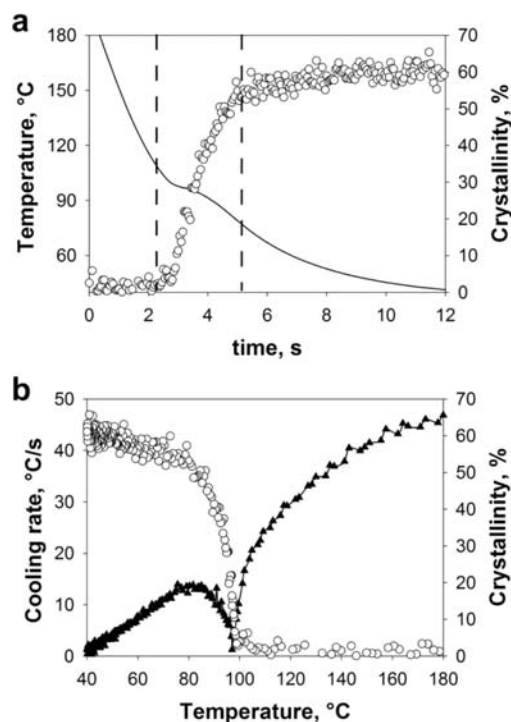 a
180 150 120 90 60
Temperature, °C
70 60 50 40 30 20 10 0
Crystallinity, %
0 2 4 6 8 10 12
time, s
b
50 40 30 20 10 0
Cooling rate, °C/s
70 60 50 40 30 20 10 0
Crystallinity, %
40 60 80 100 120 140 160 180
Temperature, °C